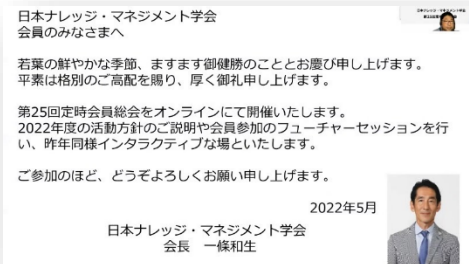 日本ナレッジ・マネジメント学会
会員のみなさまへ
若葉の鮮やかな季節、ますます御健勝のこととお慶び申し上げます。
平素は格別のご高配を賜り、厚く御礼申し上げます。
第25回定時会員総会をオンラインにて開催いたします。
2022年度の活動方針のご説明や会員参加のフューチャーセッションを行
い、昨年同様インタラクティブな場といたします。
ご参加のほど、どうぞよろしくお願い申し上げます。
2022年5月
日本ナレッジ・マネジメント学会
会長　一條和生